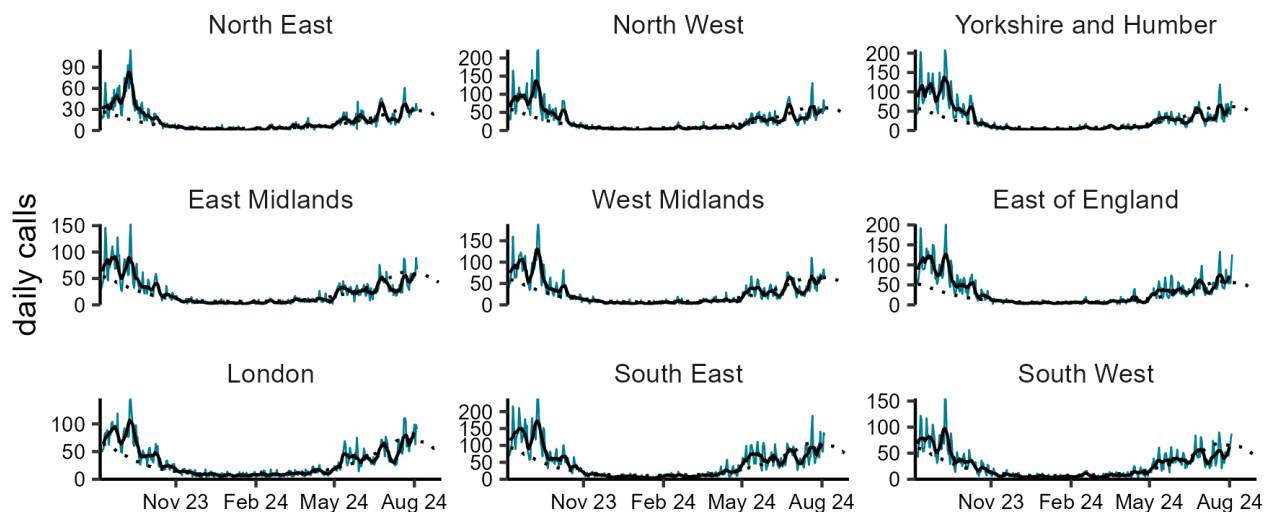 North East North West Yorkshire and Humber
90 200 200
60 150 150
30 100 100
0 50 50
0 0
daily calls
East Midlands West Midlands East of England
150 150 200
100 100 150
50 50 100
0 0 50
0
London South East South West
100 200 150
50 150 100
0 100 50
50 0
0
Nov 23 Feb 24 May 24 Aug 24 Nov 23 Feb 24 May 24 Aug 24 Nov 23 Feb 24 May 24 Aug 24